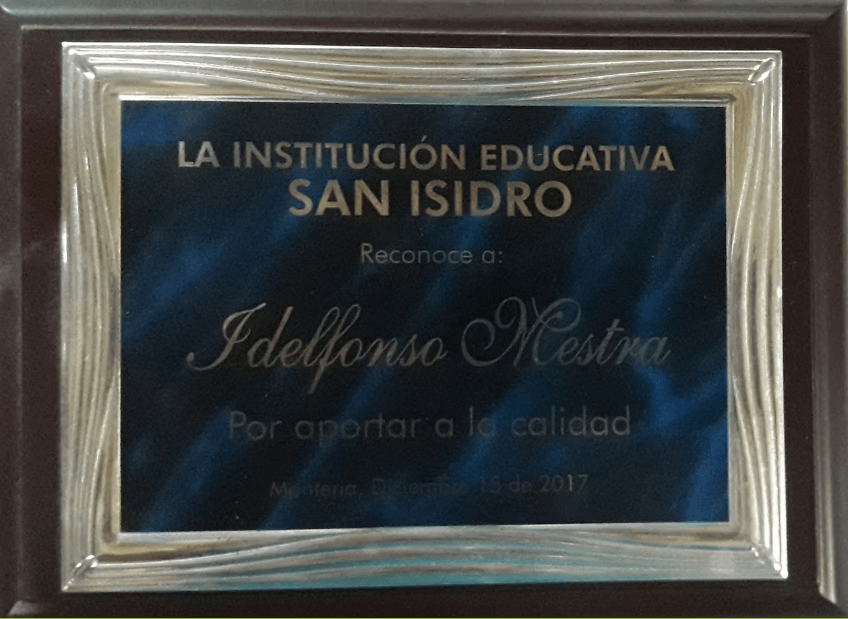 LA INSTITUCIÓN EDUCATIVA
SAN ISIDRO
Reconoce a:
Idelfonso Mestra
Por aportar a la calidad
Montería, Diciembre 15 de 2017